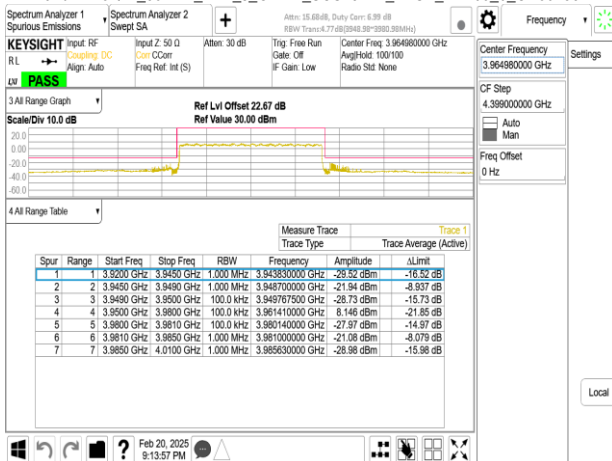 Spectrum Analyzer 1
Spurious Emissions
Spectrum Analyzer 2
Swept SA
Attn: 15.68dB, Duty Corr: 6.99 dB
RBW Trans:4.77dB(3948.98~3980.98MHz)
Frequency
KEYSIGHT
RL
LXI
PASS
Input: RF
Coupling: DC
Align: Auto
Input Z: 50 Ω
Corr CCorr
Freq Ref: Int (S)
Atten: 30 dB
Trig: Free Run
Gate: Off
IF Gain: Low
Center Freq: 3.964980000 GHz
Avg|Hold: 100/100
Radio Std: None
Center Frequency
3.964980000 GHz
Settings
CF Step
4.399000000 GHz
Auto
Man
Freq Offset
0 Hz
Local
3 All Range Graph
Scale/Div 10.0 dB
Ref Lvl Offset 22.67 dB
Ref Value 30.00 dBm
20.0
0.00
-20.0
-40.0
-60.0
4 All Range Table
Measure Trace Trace 1
Trace Type Trace Average (Active)
Spur Range Start Freq Stop Freq RBW Frequency Amplitude ΔLimit
1 1 3.9200 GHz 3.9450 GHz 1.000 MHz 3.943830000 GHz -29.52 dBm -16.52 dB
2 2 3.9450 GHz 3.9490 GHz 1.000 MHz 3.948700000 GHz -21.94 dBm -8.937 dB
3 3 3.9490 GHz 3.9500 GHz 100.0 kHz 3.949767500 GHz -28.73 dBm -15.73 dB
4 4 3.9500 GHz 3.9800 GHz 100.0 kHz 3.961410000 GHz 8.146 dBm -21.85 dB
5 5 3.9800 GHz 3.9810 GHz 100.0 kHz 3.980140000 GHz -27.97 dBm -14.97 dB
6 6 3.9810 GHz 3.9850 GHz 1.000 MHz 3.981000000 GHz -21.08 dBm -8.079 dB
7 7 3.9850 GHz 4.0100 GHz 1.000 MHz 3.985630000 GHz -28.98 dBm -15.98 dB
Feb 20, 2025
9:13:57 PM